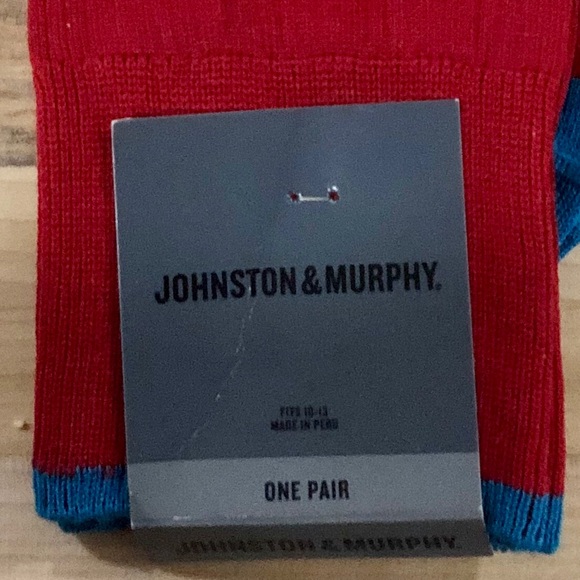 JOHNSTON & MURPHY.
FITS 10-13
MADE IN PERU
ONE PAIR
JOHNSTON & MURPHY.